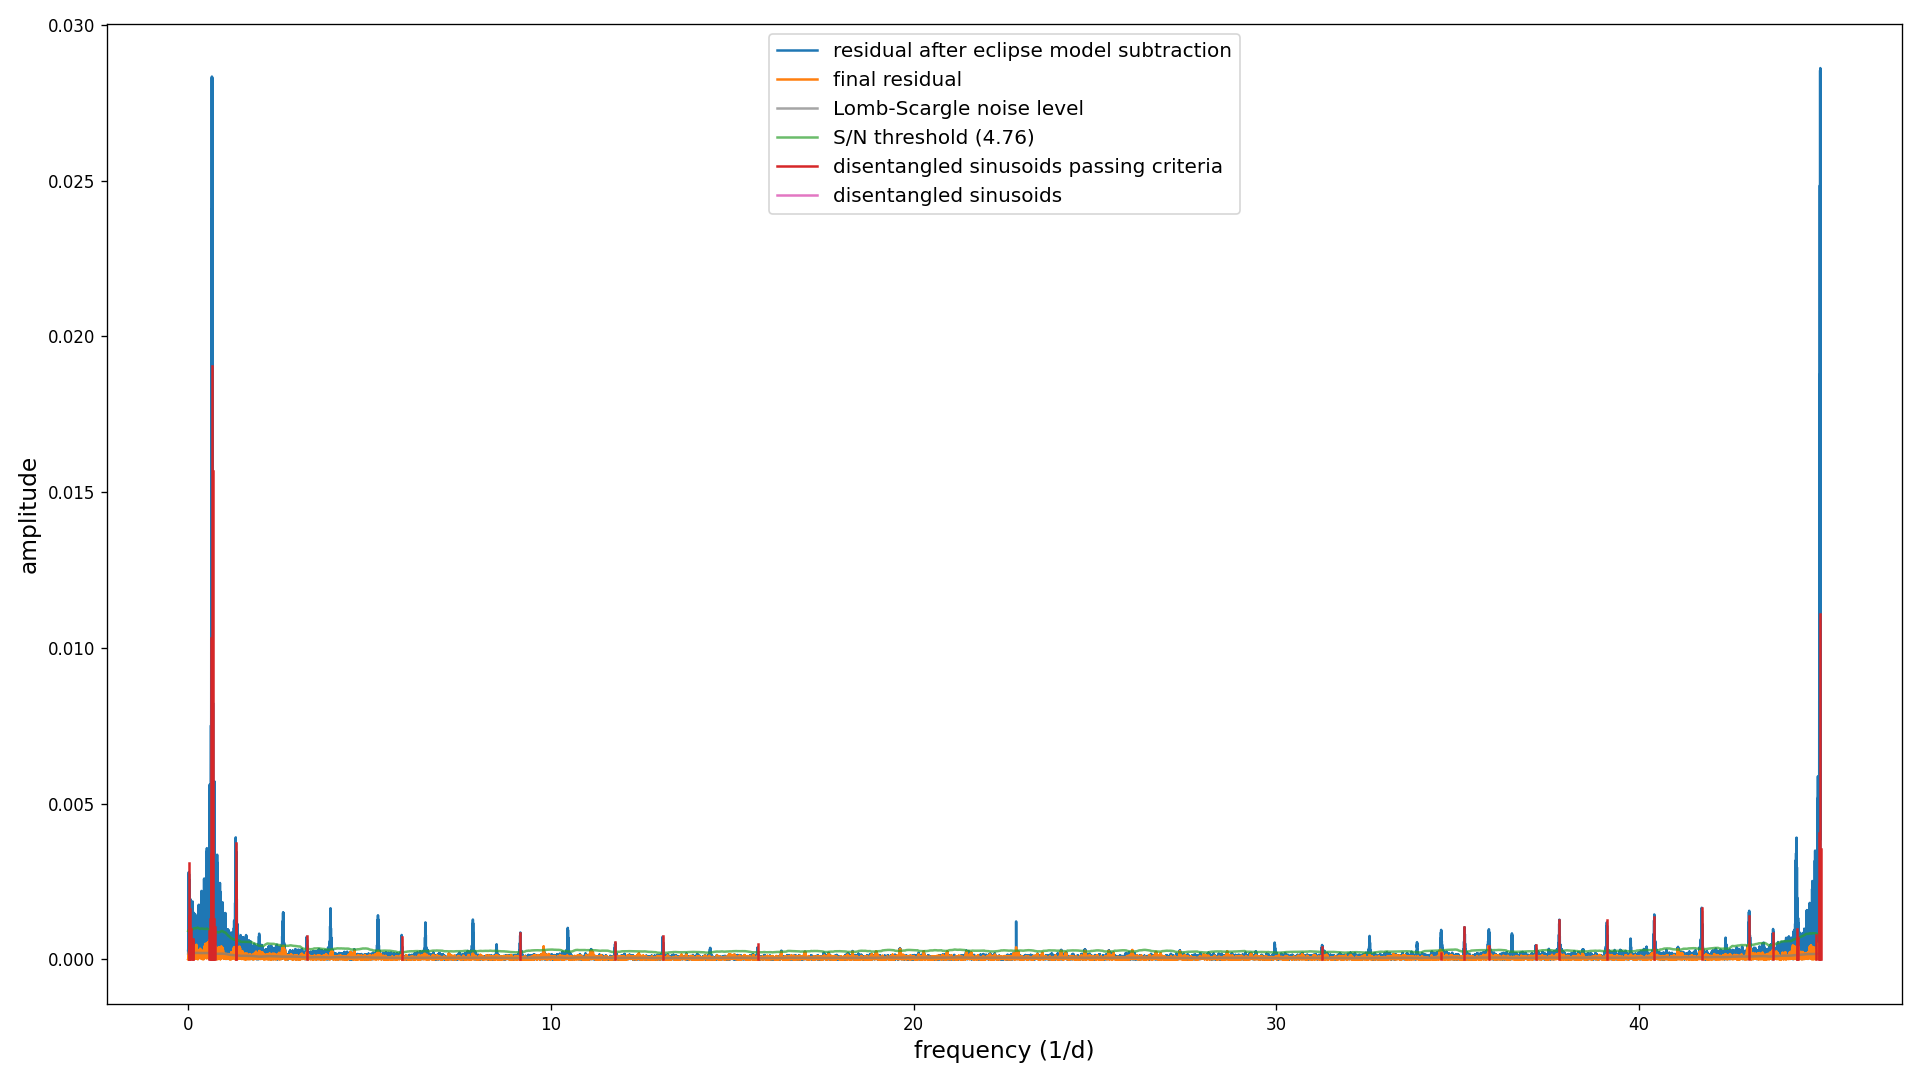 0.030
0.025
0.020
0.015
0.010
0.005
0.000
amplitude
residual after eclipse model subtraction
final residual
Lomb-Scargle noise level
S/N threshold (4.76)
disentangled sinusoids passing criteria
disentangled sinusoids
0 10 20 30 40
frequency (1/d)